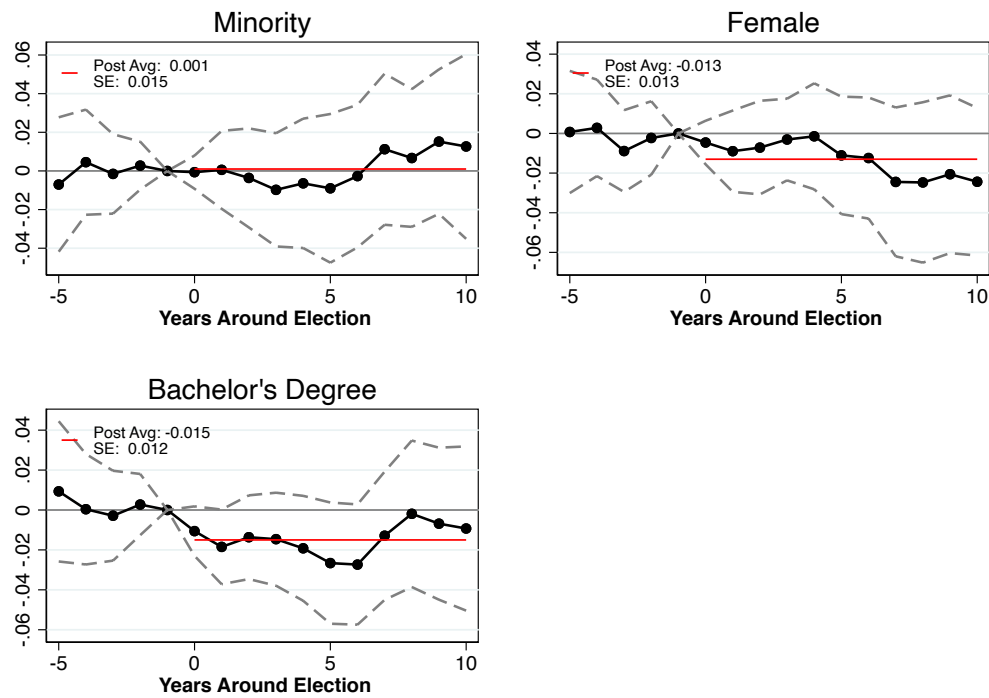 Minority
.06
.04
.02
0
-.02
-.04
Post Avg: 0.001
SE: 0.015
-5 0 5 10
Years Around Election
Female
.04
.02
0
-.02
-.04
-.06
Post Avg: -0.013
SE: 0.013
-5 0 5 10
Years Around Election
Bachelor's Degree
.04
.02
0
-.02
-.04
-.06
Post Avg: -0.015
SE: 0.012
-5 0 5 10
Years Around Election